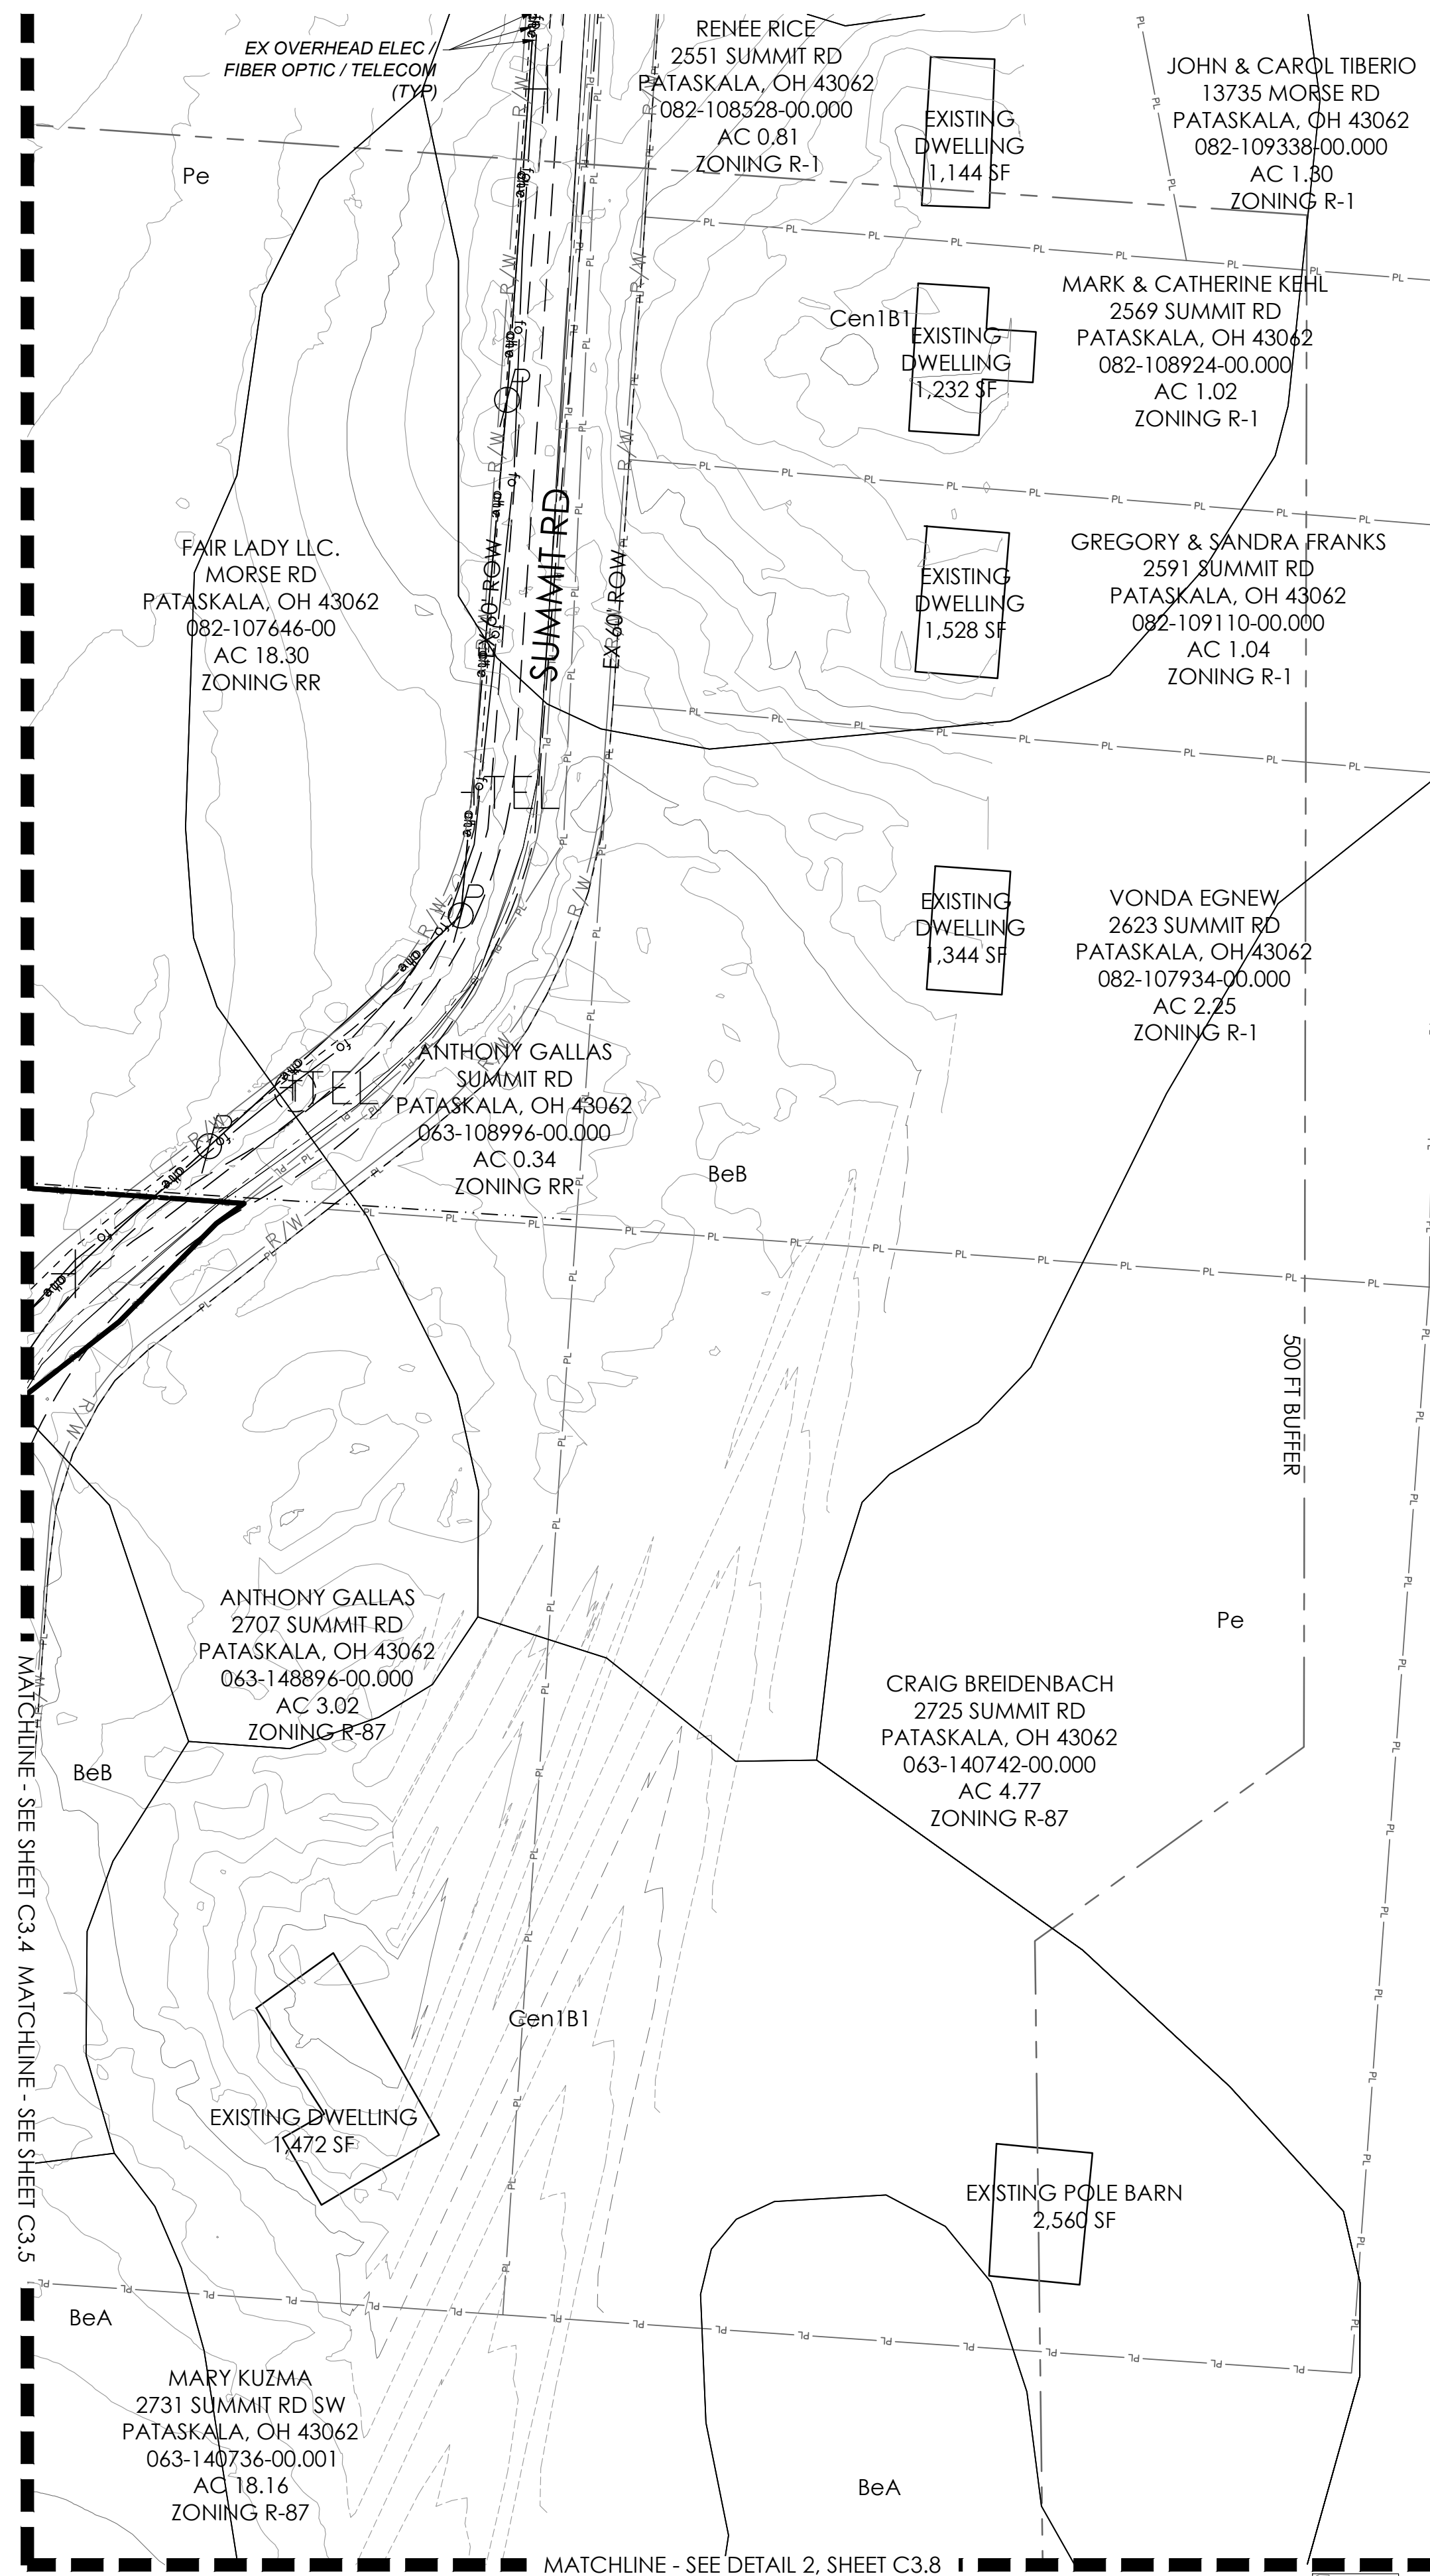 EX OVERHEAD ELEC /
FIBER OPTIC / TELECOM
(TYP)
RENEE RICE
2551 SUMMIT RD
PATASKALA, OH 43062
082-108528-00.000
AC 0.81
ZONING R-1
EXISTING
DWELLING
1,144 SF
JOHN & CAROL TIBERIO
13735 MORSE RD
PATASKALA, OH 43062
082-109338-00.000
AC 1.30
ZONING R-1
Pe
MARK & CATHERINE KEHL
2569 SUMMIT RD
PATASKALA, OH 43062
082-108924-00.000
AC 1.02
ZONING R-1
Cen1B1
EXISTING
DWELLING
1,232 SF
FAIR LADY LLC.
MORSE RD
PATASKALA, OH 43062
082-107646-00
AC 18.30
ZONING RR
EX 60' ROW
SUMMIT RD
EX 60' ROW
EXISTING
DWELLING
1,528 SF
GREGORY & SANDRA FRANKS
2591 SUMMIT RD
PATASKALA, OH 43062
082-109110-00.000
AC 1.04
ZONING R-1
TEL
EXISTING
DWELLING
1,344 SF
VONDA EGNEW
2623 SUMMIT RD
PATASKALA, OH 43062
082-107934-00.000
AC 2.25
ZONING R-1
ANTHONY GALLAS
SUMMIT RD
PATASKALA, OH 43062
063-108996-00.000
AC 0.34
ZONING RR
TEL
BeB
R/W
PL
500 FT BUFFER
ANTHONY GALLAS
2707 SUMMIT RD
PATASKALA, OH 43062
063-148896-00.000
AC 3.02
ZONING R-87
Pe
CRAIG BREIDENBACH
2725 SUMMIT RD
PATASKALA, OH 43062
063-140742-00.000
AC 4.77
ZONING R-87
BeB
MATCHLINE - SEE SHEET C3.4
MATCHLINE - SEE SHEET C3.5
Cen1B1
EXISTING DWELLING
1,472 SF
EXISTING POLE BARN
2,560 SF
BeA
MARY KUZMA
2731 SUMMIT RD SW
PATASKALA, OH 43062
063-140736-00.001
AC 18.16
ZONING R-87
BeA
MATCHLINE - SEE DETAIL 2, SHEET C3.8